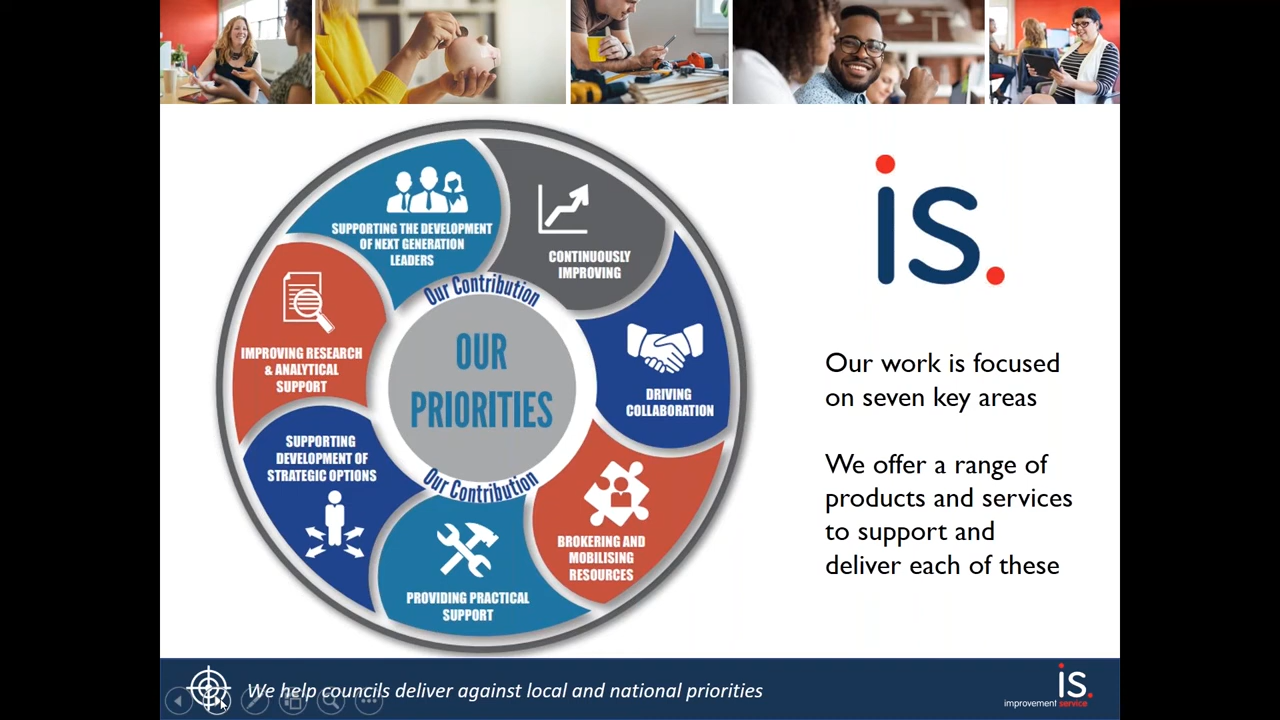 SUPPORTING THE DEVELOPMENT
OF NEXT GENERATION
LEADERS
CONTINUOUSLY
IMPROVING
DRIVING
COLLABORATION
BROKERING AND
MOBILISING
RESOURCES
PROVIDING PRACTICAL
SUPPORT
SUPPORTING
DEVELOPMENT OF
STRATEGIC OPTIONS
IMPROVING RESEARCH
& ANALYTICAL
SUPPORT
Our Contribution
OUR
PRIORITIES
Our Contribution
is.
Our work is focused
on seven key areas
We offer a range of
products and services
to support and
deliver each of these
We help councils deliver against local and national priorities
is.
improvement service